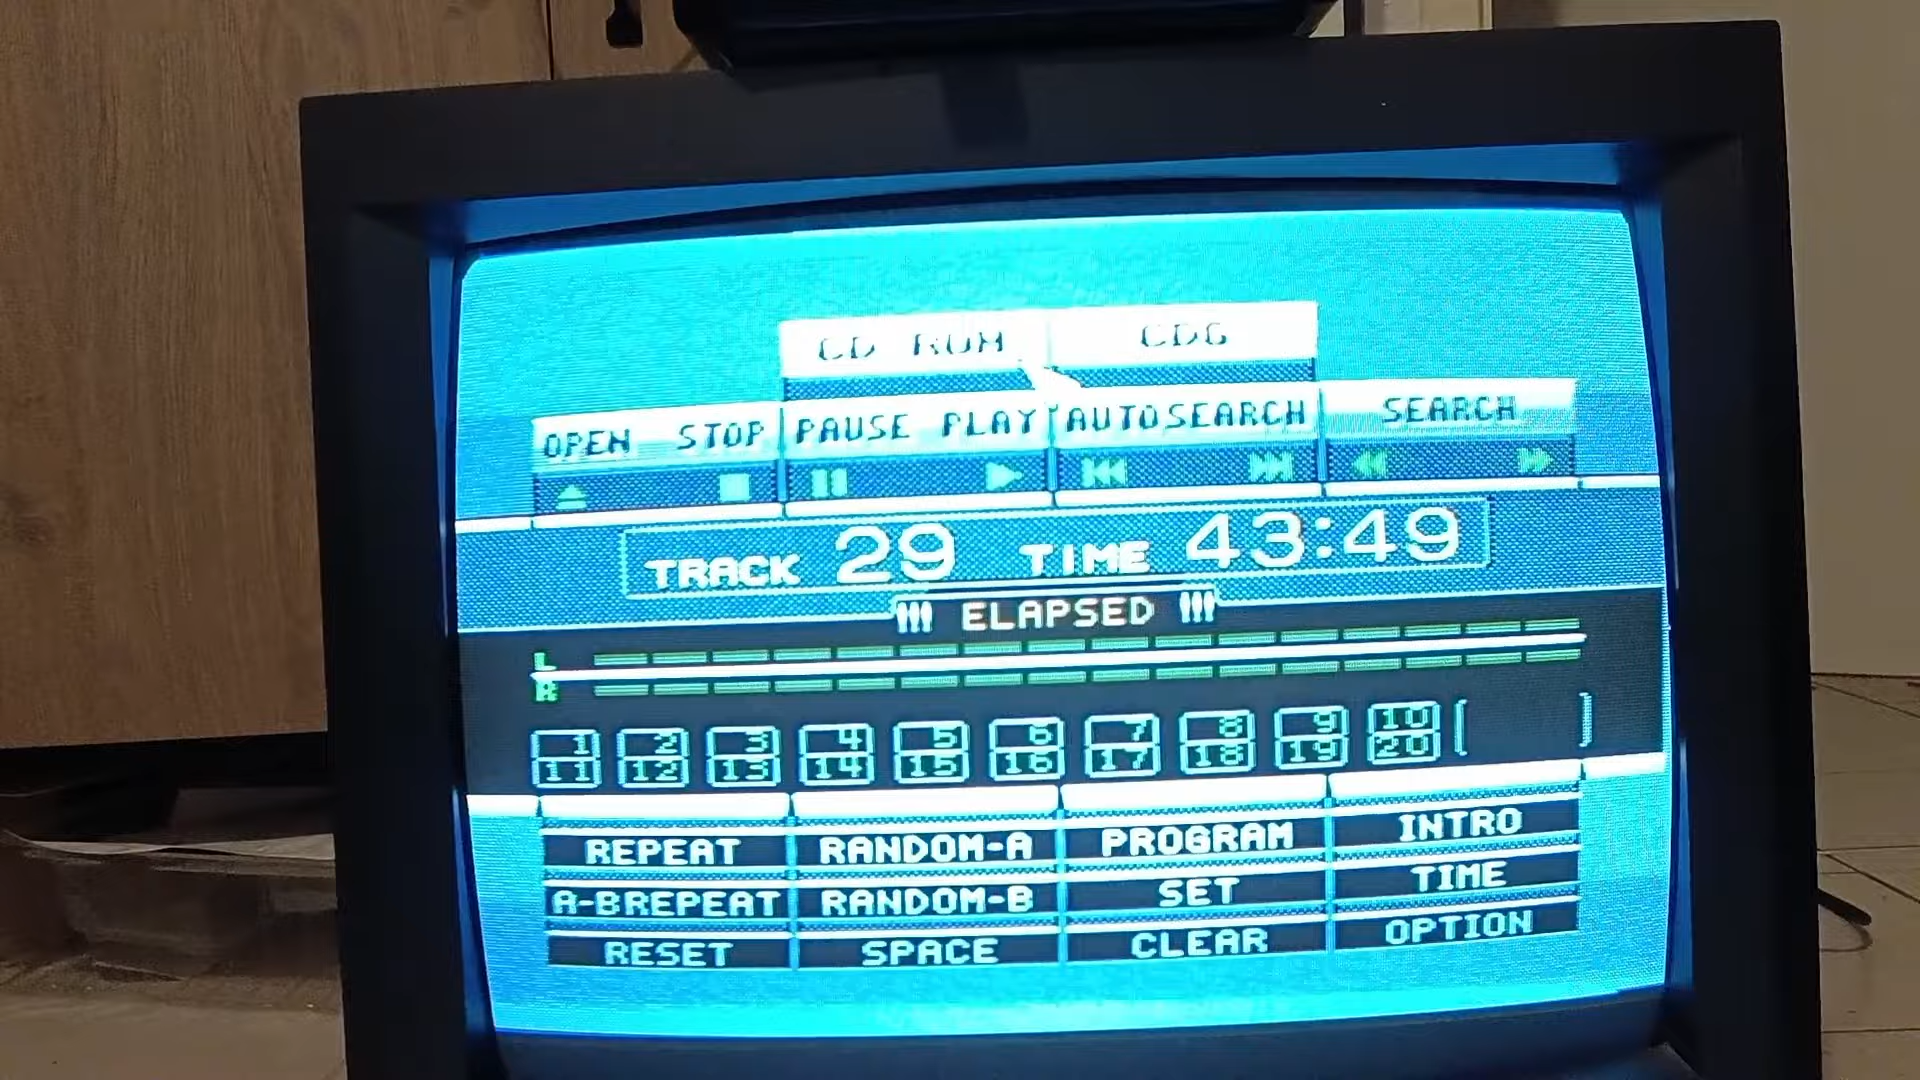 CD ROM CDG
OPEN STOP PAUSE PLAY AUTOSEARCH SEARCH
TRACK 29 TIME 43:49
ELAPSED
L
R
1 2 3 4 5 6 7 8 9 10
11 12 13 14 15 16 17 18 19 20
REPEAT RANDOM-A PROGRAM INTRO
A-BREPEAT RANDOM-B SET TIME
RESET SPACE CLEAR OPTION